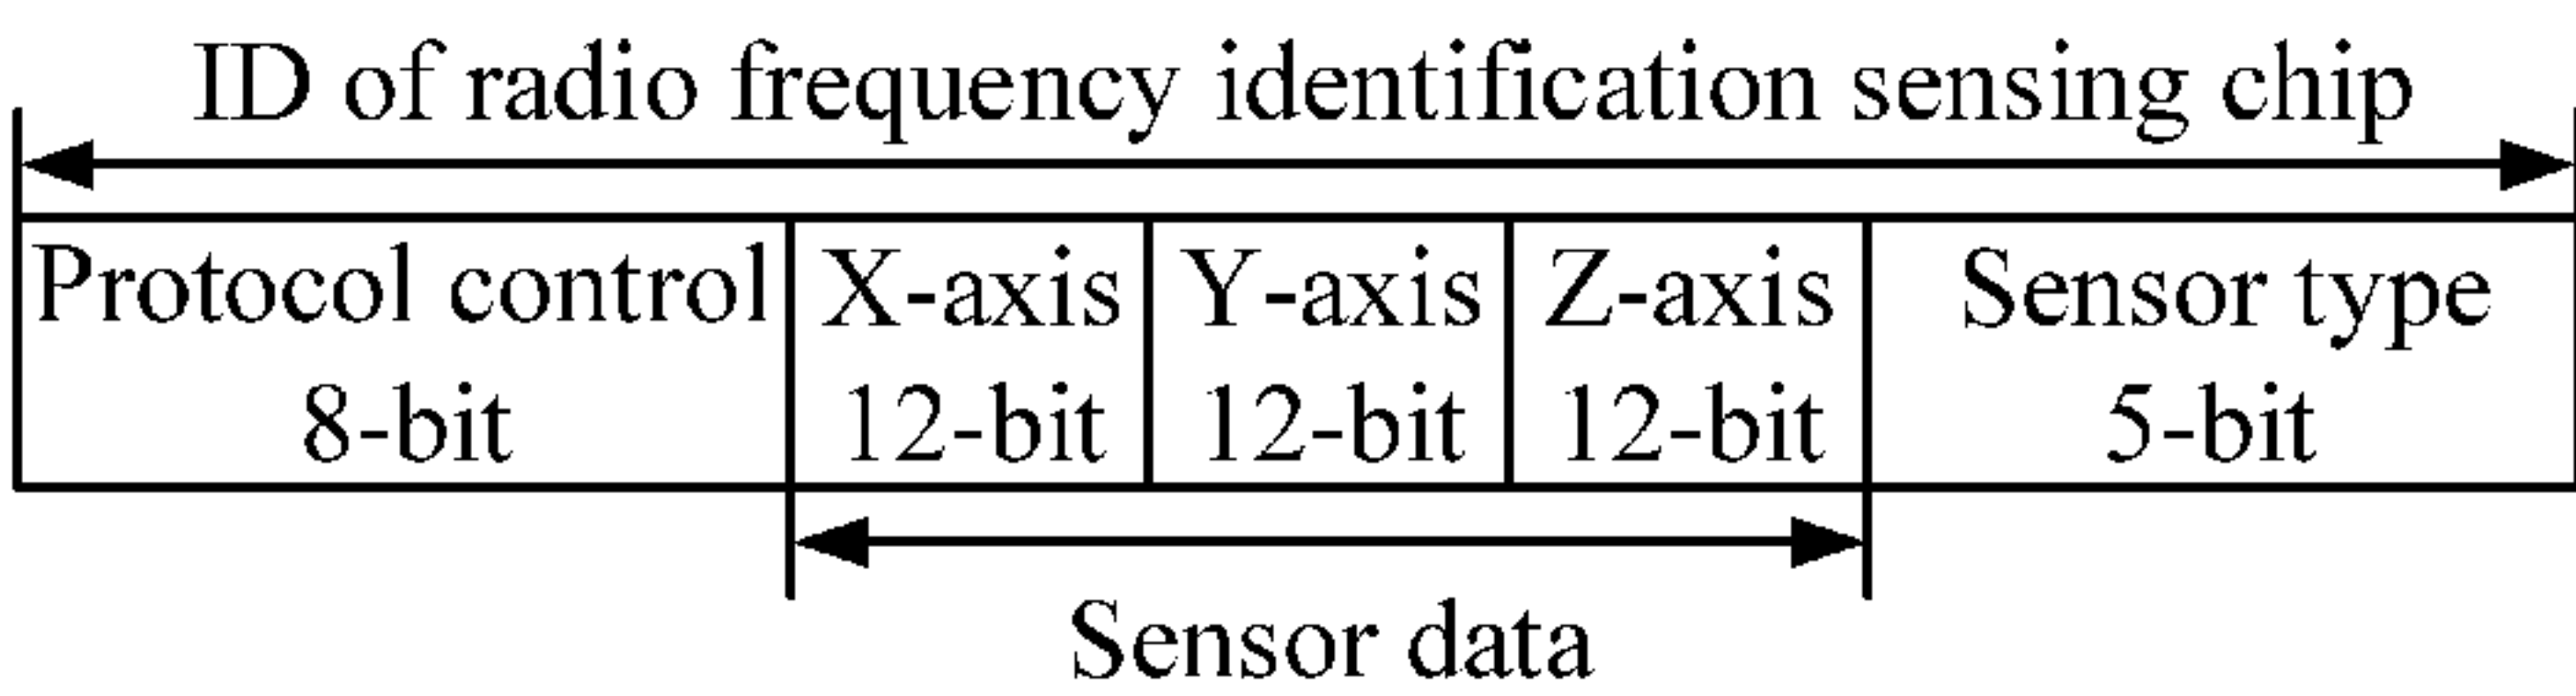 ID of radio frequency identification sensing chip
Protocol control X-axis Y-axis Z-axis Sensor type
8-bit 12-bit 12-bit 12-bit 5-bit
Sensor data